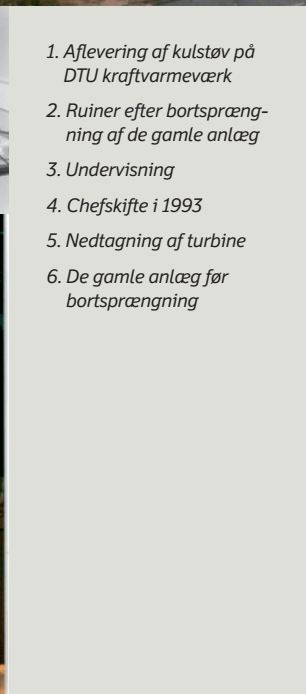 1. Aflevering af kulstøv på
DTU kraftvarmeværk
2. Ruiner efter bortspræng-
ning af de gamle anlæg
3. Undervisning
4. Chefskifte i 1993
5. Nedtagning af turbine
6. De gamle anlæg før
bortsprængning